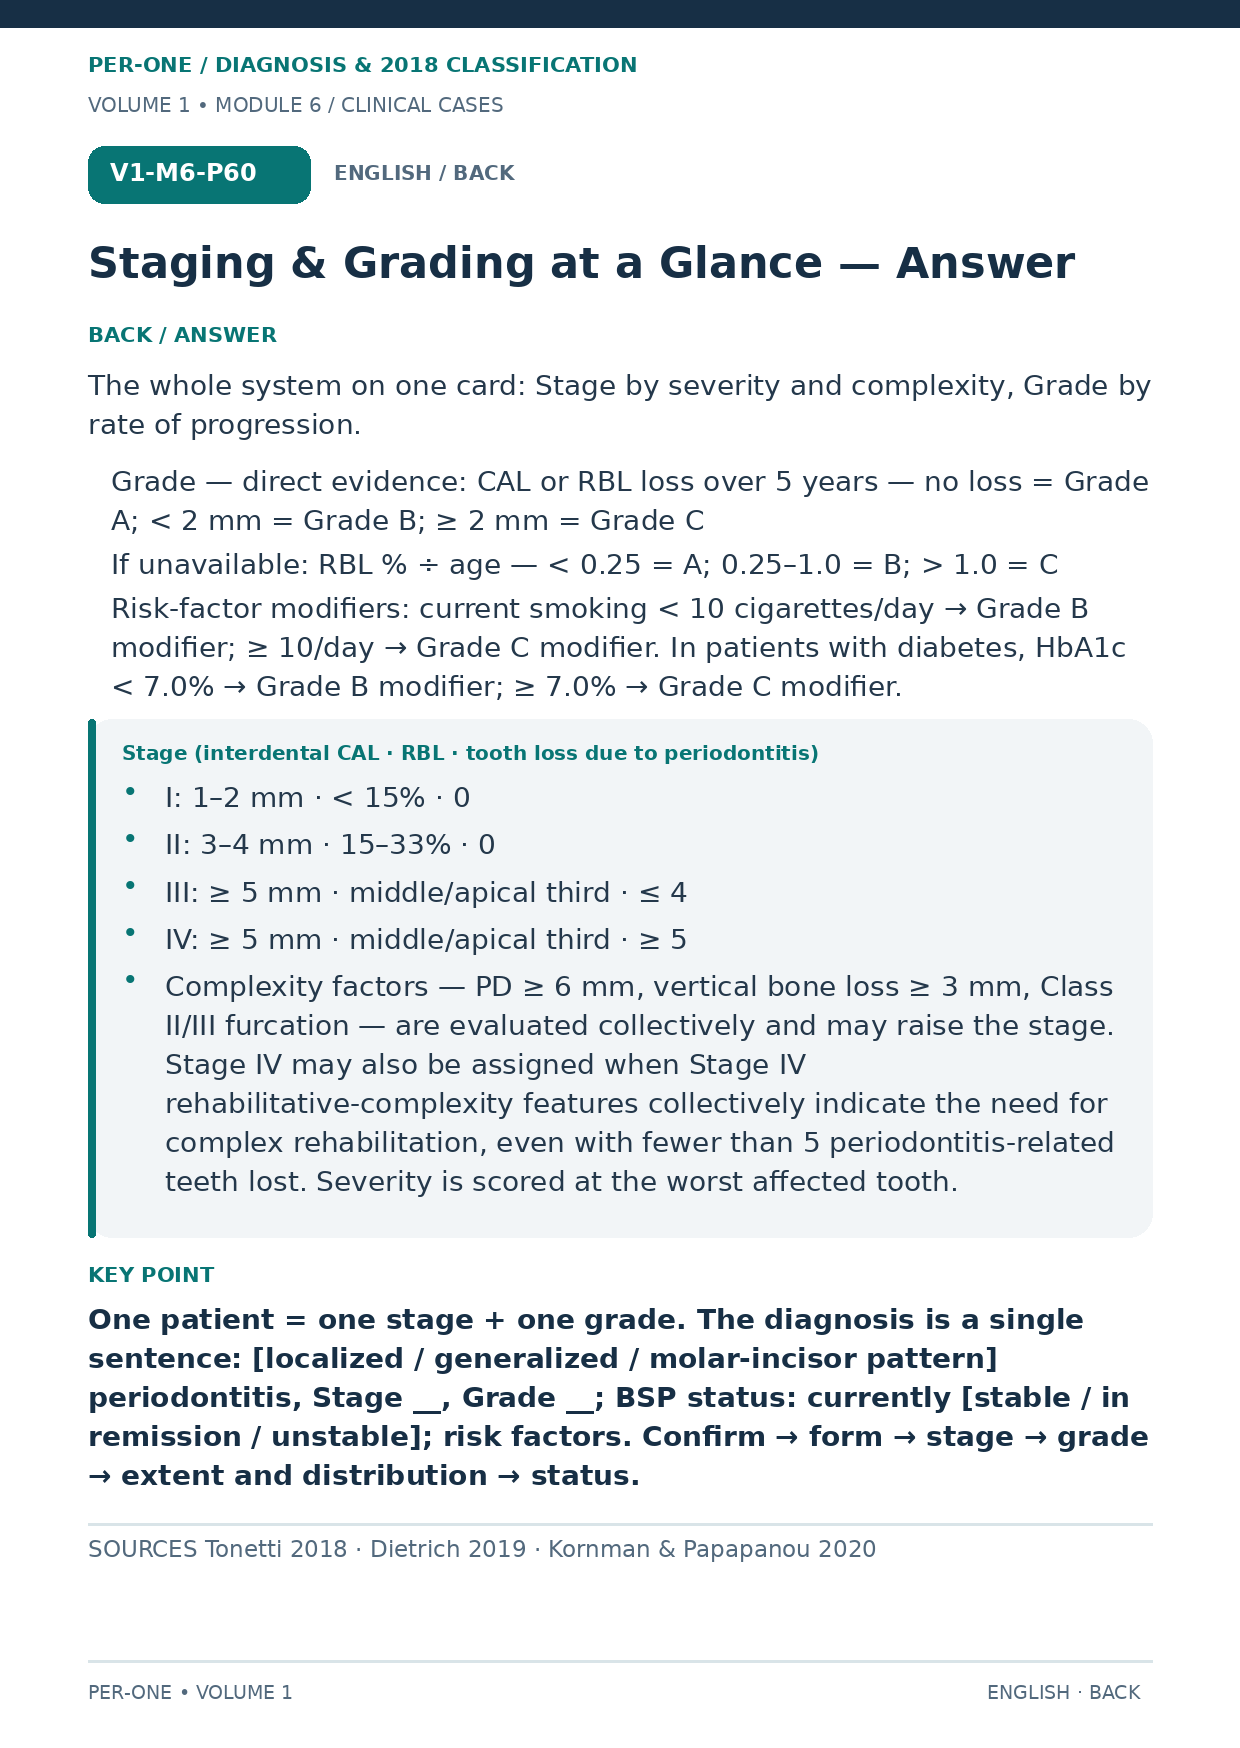 PER-ONE / DIAGNOSIS & 2018 CLASSIFICATION
VOLUME 1 • MODULE 6 / CLINICAL CASES
V1-M6-P60
ENGLISH / BACK
Staging & Grading at a Glance — Answer
BACK / ANSWER
The whole system on one card: Stage by severity and complexity, Grade by
rate of progression.
Grade — direct evidence: CAL or RBL loss over 5 years — no loss = Grade
A; < 2 mm = Grade B; ≥ 2 mm = Grade C
If unavailable: RBL % ÷ age — < 0.25 = A; 0.25–1.0 = B; > 1.0 = C
Risk-factor modifiers: current smoking < 10 cigarettes/day → Grade B
modifier; ≥ 10/day → Grade C modifier. In patients with diabetes, HbA1c
< 7.0% → Grade B modifier; ≥ 7.0% → Grade C modifier.
Stage (interdental CAL · RBL · tooth loss due to periodontitis)
• I: 1–2 mm · < 15% · 0
• II: 3–4 mm · 15–33% · 0
• III: ≥ 5 mm · middle/apical third · ≤ 4
• IV: ≥ 5 mm · middle/apical third · ≥ 5
• Complexity factors — PD ≥ 6 mm, vertical bone loss ≥ 3 mm, Class
II/III furcation — are evaluated collectively and may raise the stage.
Stage IV may also be assigned when Stage IV
rehabilitative-complexity features collectively indicate the need for
complex rehabilitation, even with fewer than 5 periodontitis-related
teeth lost. Severity is scored at the worst affected tooth.
KEY POINT
One patient = one stage + one grade. The diagnosis is a single
sentence: [localized / generalized / molar-incisor pattern]
periodontitis, Stage __, Grade __; BSP status: currently [stable / in
remission / unstable]; risk factors. Confirm → form → stage → grade
→ extent and distribution → status.
SOURCES Tonetti 2018 · Dietrich 2019 · Kornman & Papapanou 2020
PER-ONE • VOLUME 1
ENGLISH · BACK